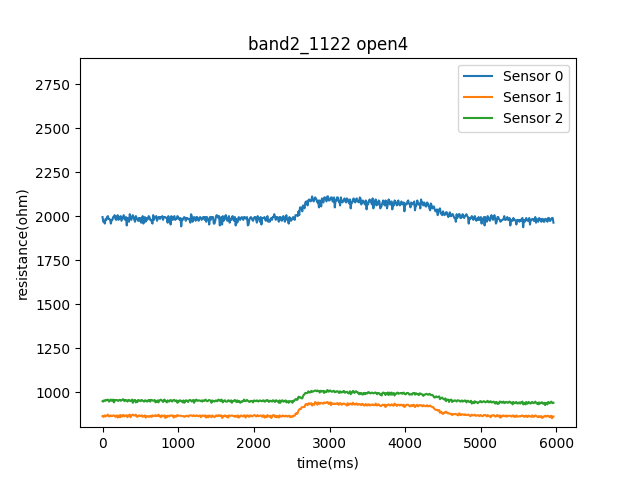 band2_1122 open4
Sensor 0
Sensor 1
Sensor 2
2750
2500
2250
2000
1750
1500
1250
1000
resistance(ohm)
0 1000 2000 3000 4000 5000 6000
time(ms)